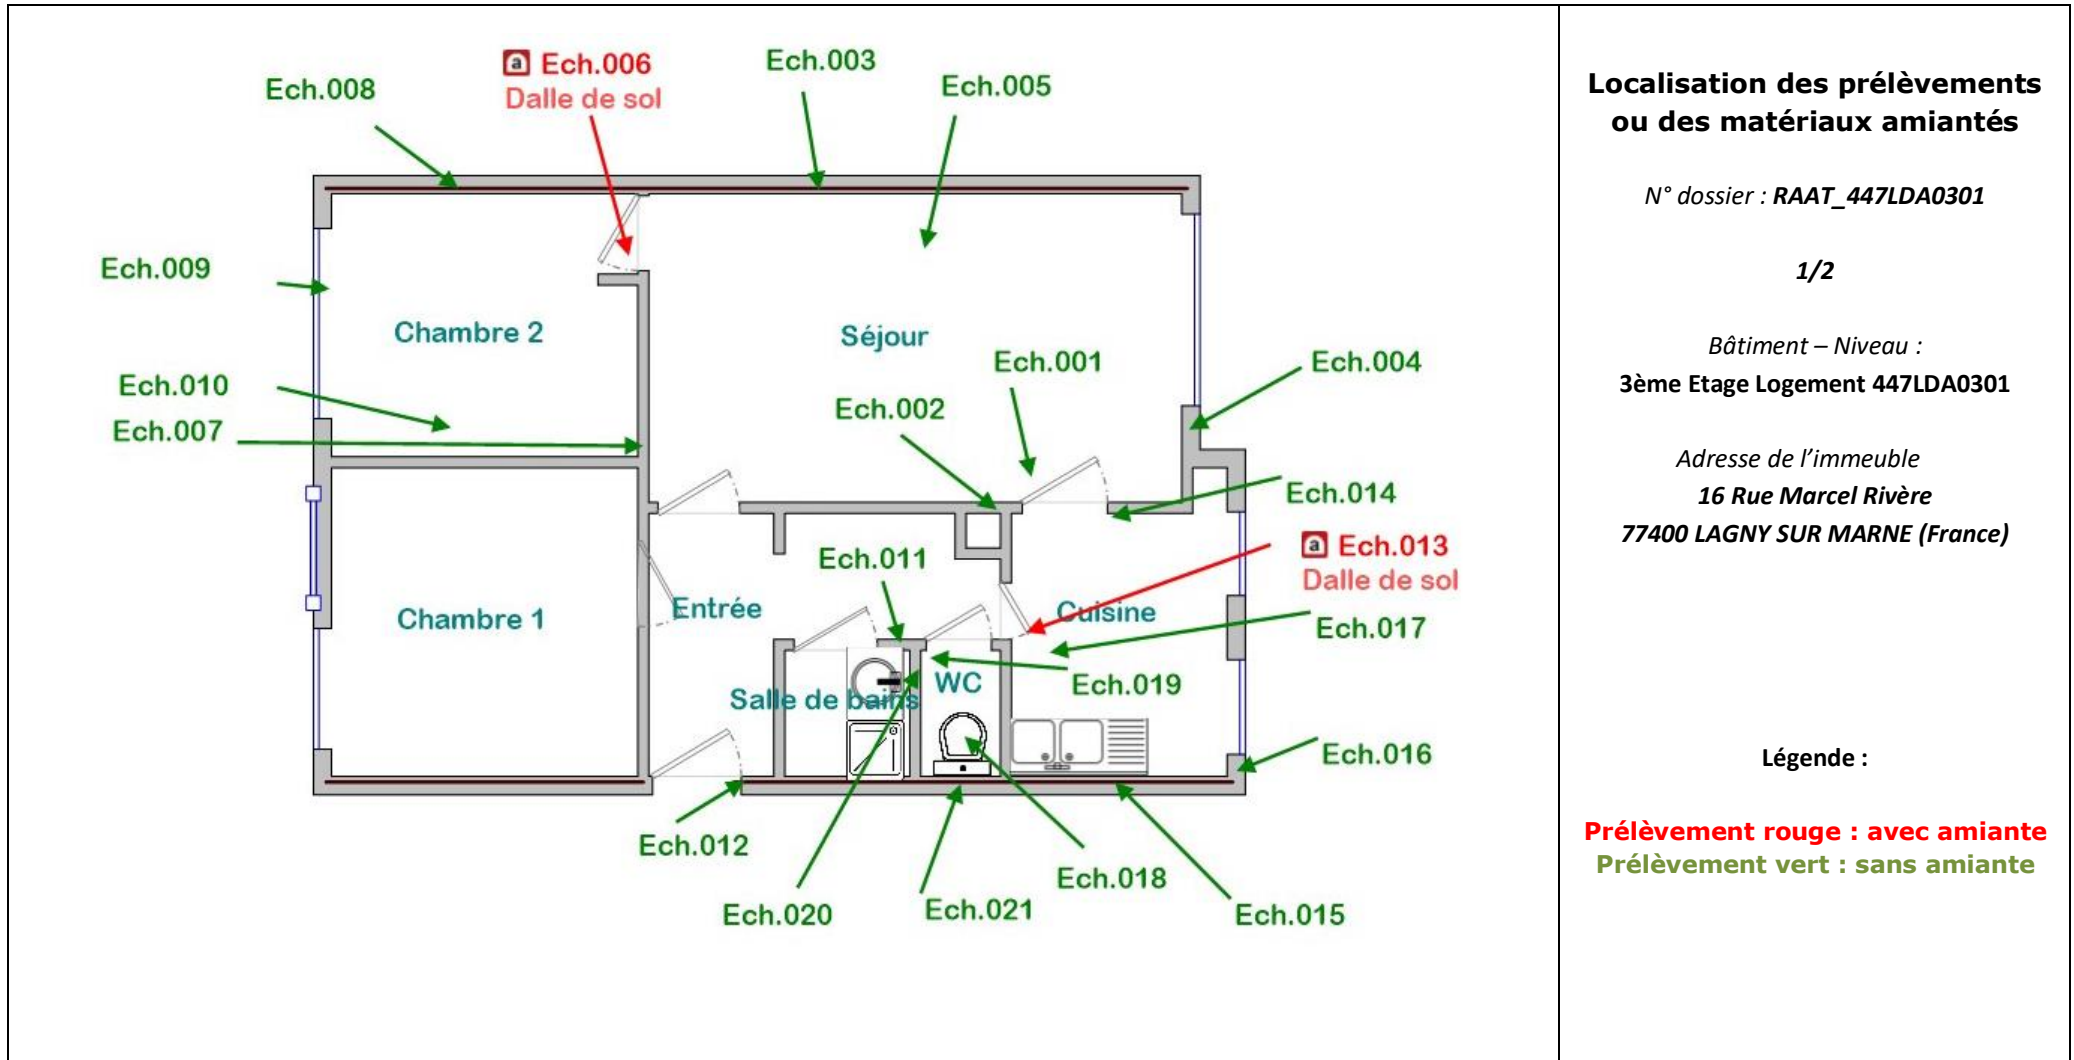 Ech.008
a Ech.006
Dalle de sol
Ech.003
Ech.005
Ech.009
Chambre 2
Séjour
Ech.001
Ech.004
Ech.010
Ech.002
Ech.007
Ech.014
a Ech.013
Dalle de sol
Ech.011
Entrée
Cuisine
Chambre 1
Ech.017
Salle de bains
WC
Ech.019
Ech.016
Ech.012
Ech.018
Ech.020
Ech.021
Ech.015
Localisation des prélèvements
ou des matériaux amiantés
N° dossier : RAAT_447LDA0301
1/2
Bâtiment – Niveau :
3ème Etage Logement 447LDA0301
Adresse de l’immeuble
16 Rue Marcel Rivère
77400 LAGNY SUR MARNE (France)
Légende :
Prélèvement rouge : avec amiante
Prélèvement vert : sans amiante